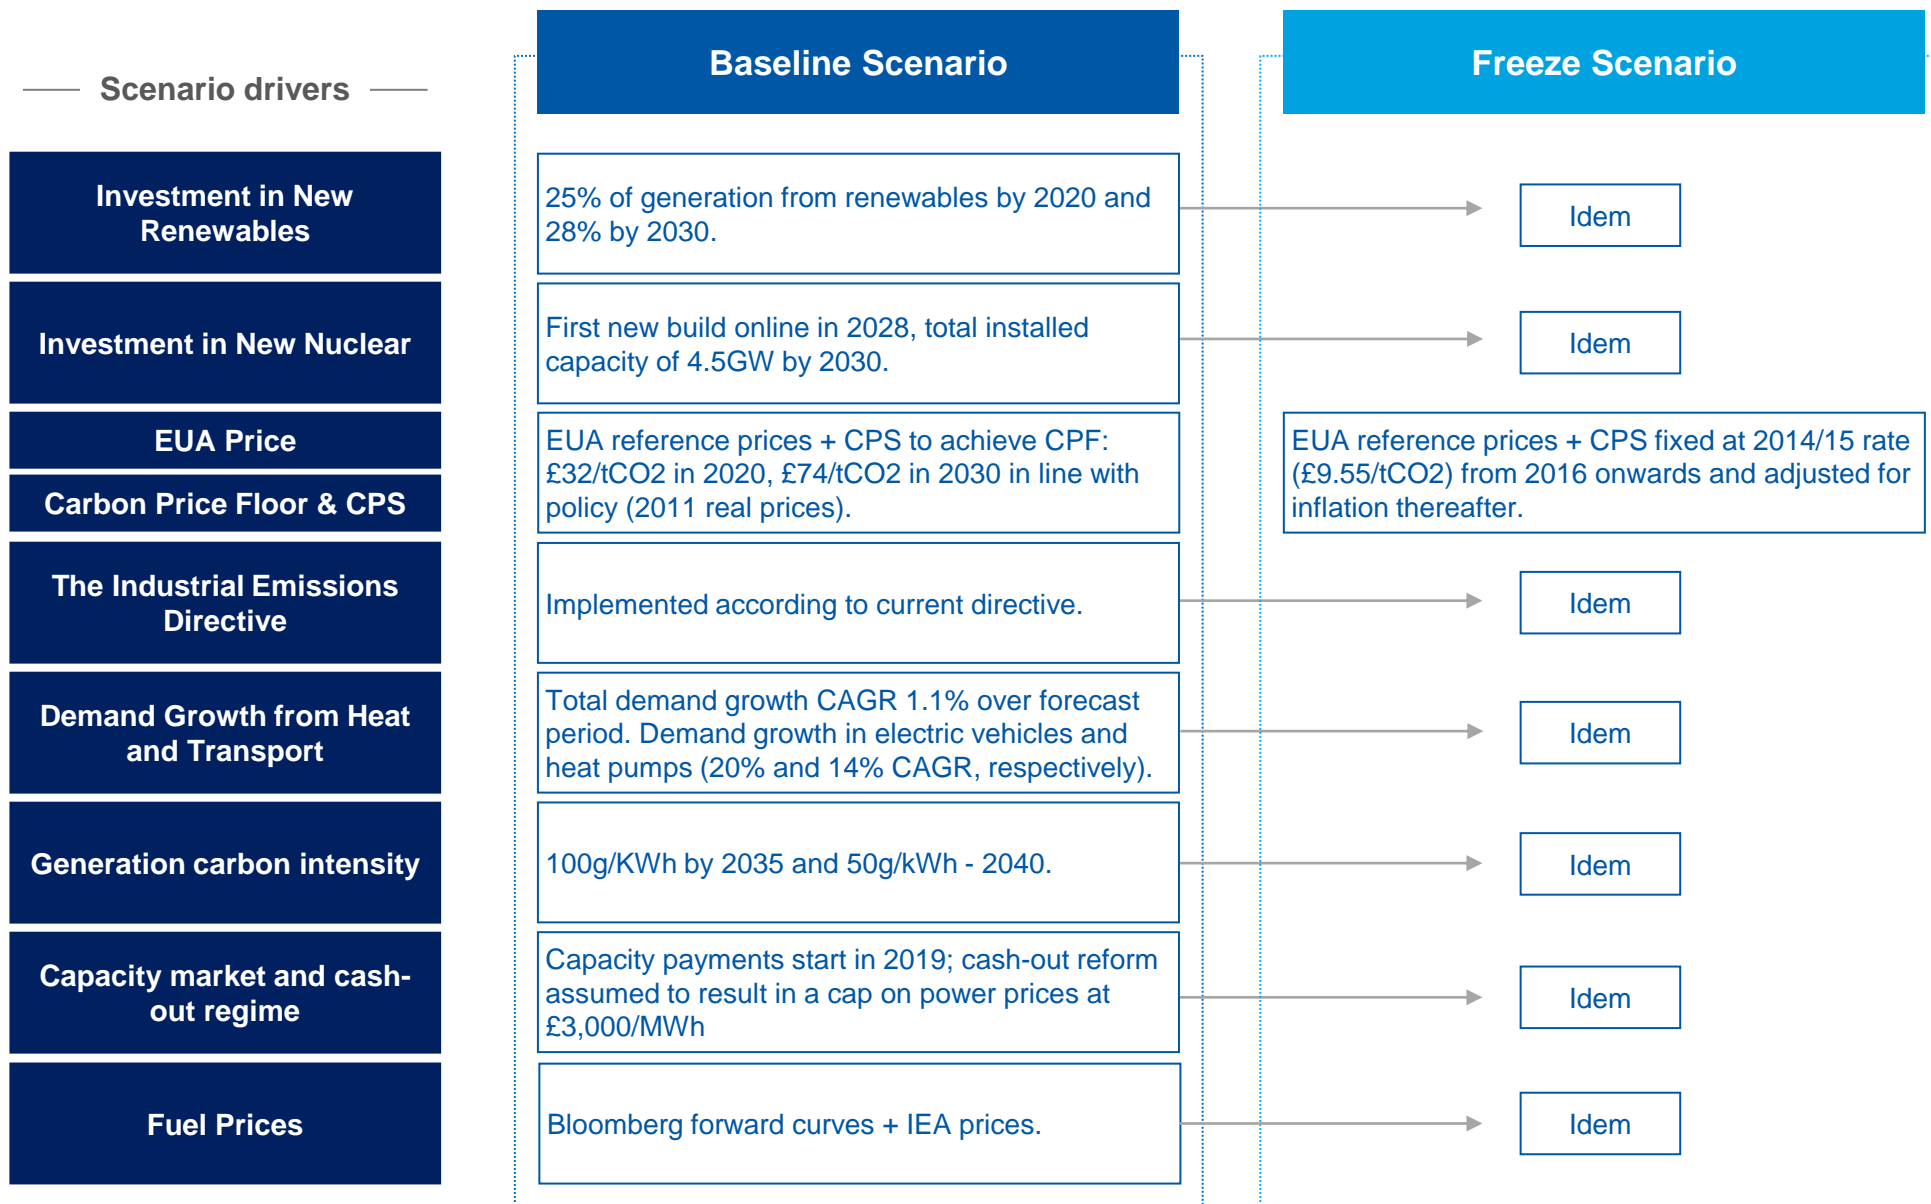 Scenario drivers
Baseline Scenario
Freeze Scenario
Investment in New
Renewables
25% of generation from renewables by 2020 and
28% by 2030.
Idem
Investment in New Nuclear
First new build online in 2028, total installed
capacity of 4.5GW by 2030.
Idem
EUA Price
Carbon Price Floor & CPS
EUA reference prices + CPS to achieve CPF:
£32/tCO2 in 2020, £74/tCO2 in 2030 in line with
policy (2011 real prices).
EUA reference prices + CPS fixed at 2014/15 rate
(£9.55/tCO2) from 2016 onwards and adjusted for
inflation thereafter.
The Industrial Emissions
Directive
Implemented according to current directive.
Idem
Demand Growth from Heat
and Transport
Total demand growth CAGR 1.1% over forecast
period. Demand growth in electric vehicles and
heat pumps (20% and 14% CAGR, respectively).
Idem
Generation carbon intensity
100g/KWh by 2035 and 50g/kWh - 2040.
Idem
Capacity market and cash-
out regime
Capacity payments start in 2019; cash-out reform
assumed to result in a cap on power prices at
£3,000/MWh
Idem
Fuel Prices
Bloomberg forward curves + IEA prices.
Idem